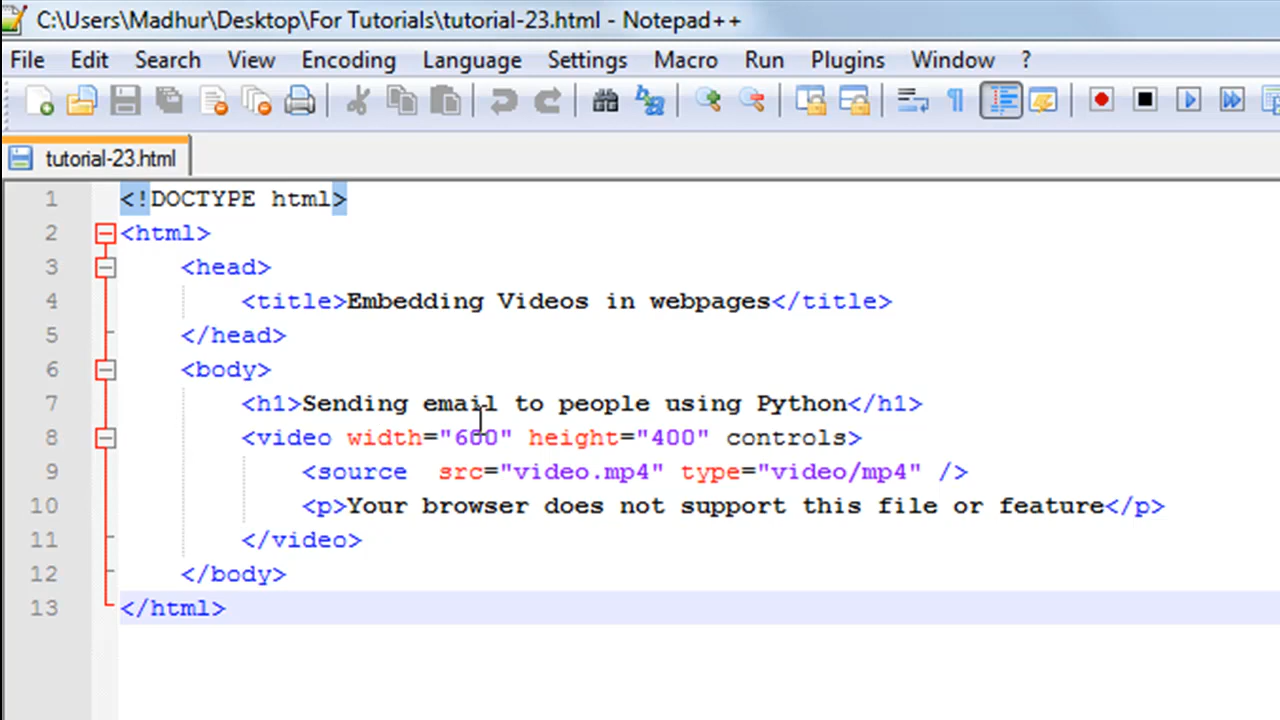 C:\Users\Madhur\Desktop\For Tutorials\tutorial-23.html - Notepad++
File Edit Search View Encoding Language Settings Macro Run Plugins Window ?
tutorial-23.html
1 <!DOCTYPE html>
2 <html>
3 <head>
4 <title>Embedding Videos in webpages</title>
5 </head>
6 <body>
7 <h1>Sending email to people using Python</h1>
8 <video width="600" height="400" controls>
9 <source  src="video.mp4" type="video/mp4" />
10 <p>Your browser does not support this file or feature</p>
11 </video>
12 </body>
13 </html>